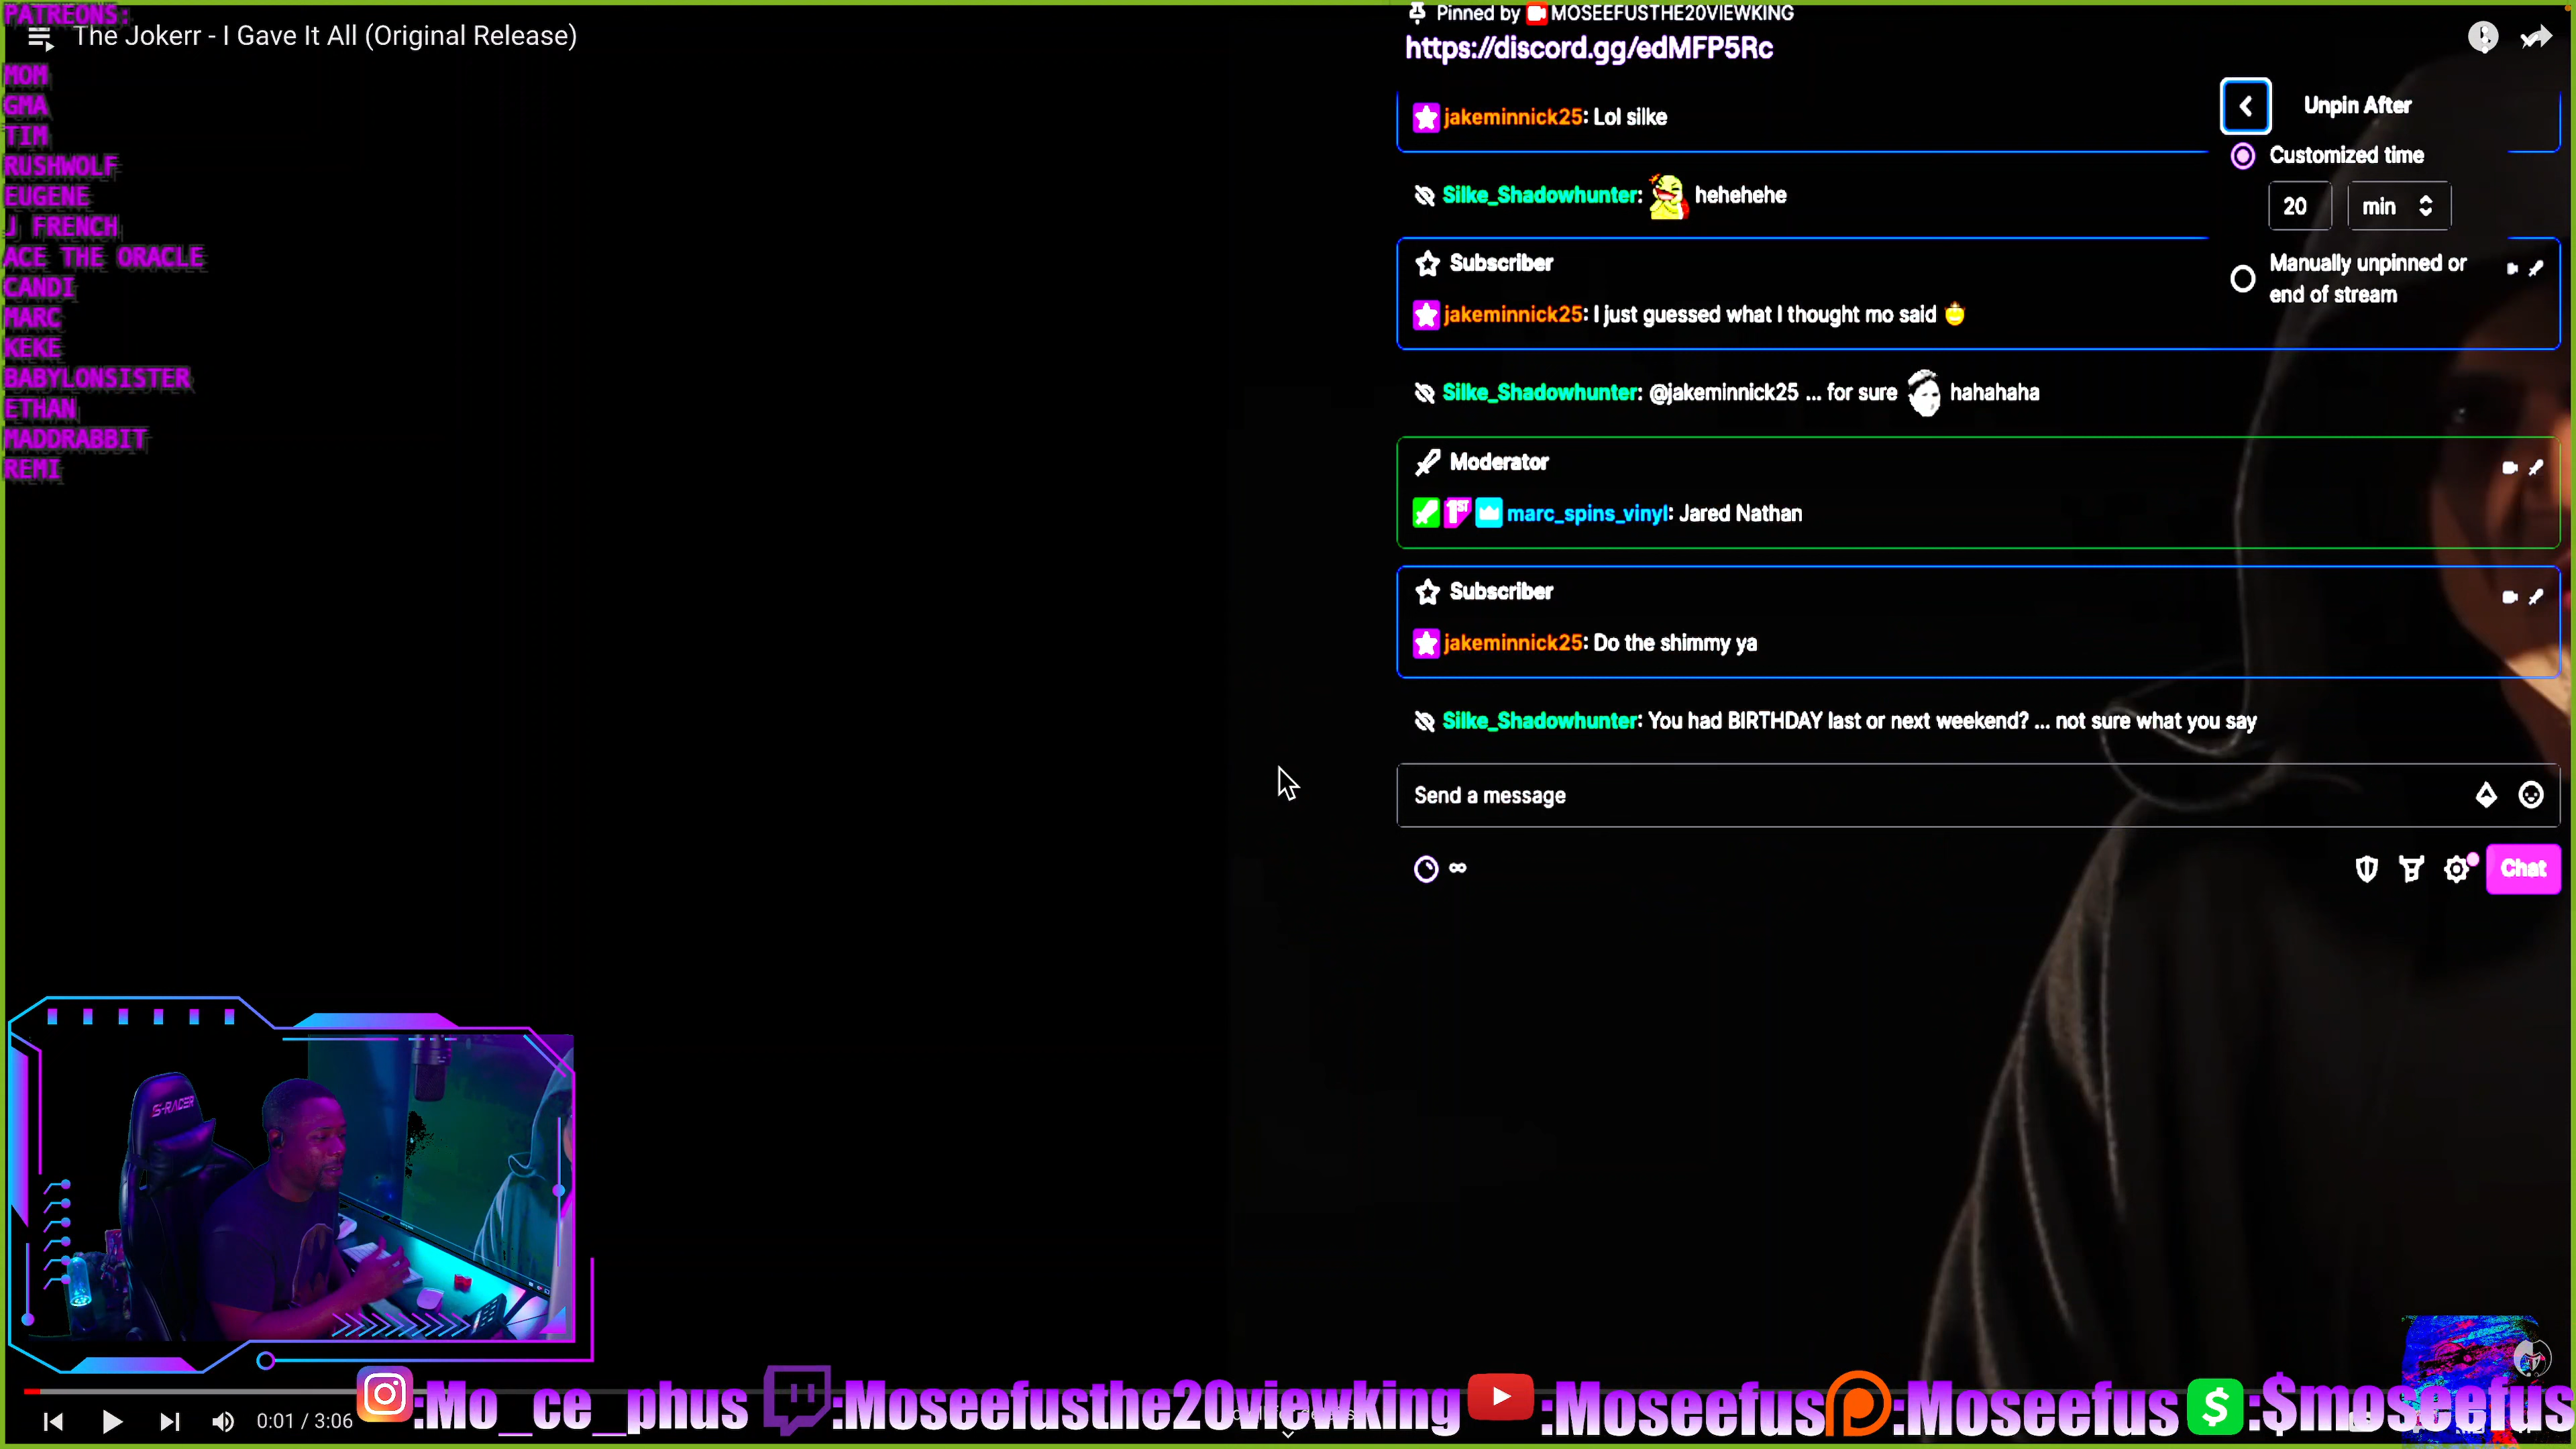 PATREONS:
The Jokerr - I Gave It All (Original Release)
MOM
GMA
TIM
RUSHWOLF
EUGENE
J FRENCH
ACE THE ORACLE
CANDI
MARC
KEKE
BABYLONSISTER
ETHAN
MADDRABBIT
REMI
Pinned by MOSEEFUSTHE20VIEWKING
https://discord.gg/edMFP5Rc
jakeminnick25: Lol silke
Unpin After
Customized time
20 min
Manually unpinned or
end of stream
Silke_Shadowhunter: hehehehe
Subscriber
jakeminnick25: I just guessed what I thought mo said
Silke_Shadowhunter: @jakeminnick25 ... for sure hahahaha
Moderator
1ST marc_spins_vinyl: Jared Nathan
Subscriber
jakeminnick25: Do the shimmy ya
Silke_Shadowhunter: You had BIRTHDAY last or next weekend? ... not sure what you say
Send a message
Chat
S-RACER
0:01 / 3:06
:Mo__ce__phus :Moseefusthe20viewking :Moseefus :Moseefus $ :$moseefus